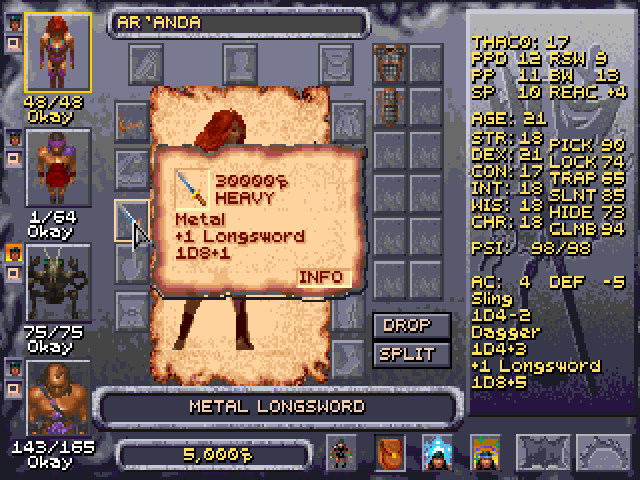 AR'ANDA
48/48
Okay
1/64
Okay
75/75
Okay
143/165
Okay
30000
HEAVY
Metal
+1 Longsword
1D8+1
INFO
DROP
SPLIT
METAL LONGSWORD
5,000
THAC0: 17
PPD 12 RSW 9
PP 11 BW 13
SP 10 REAC +4
AGE: 21
STR: 18
DEX: 21
CON: 17
INT: 18
WIS: 18
CHR: 18
PICK 90
LOCK 74
TRAP 65
SLNT 85
HIDE 73
CLMB 94
PSI: 98/98
AC: 4 DEF -5
Sling
1D4-2
Dagger
1D4+3
+1 Longsword
1D8+5